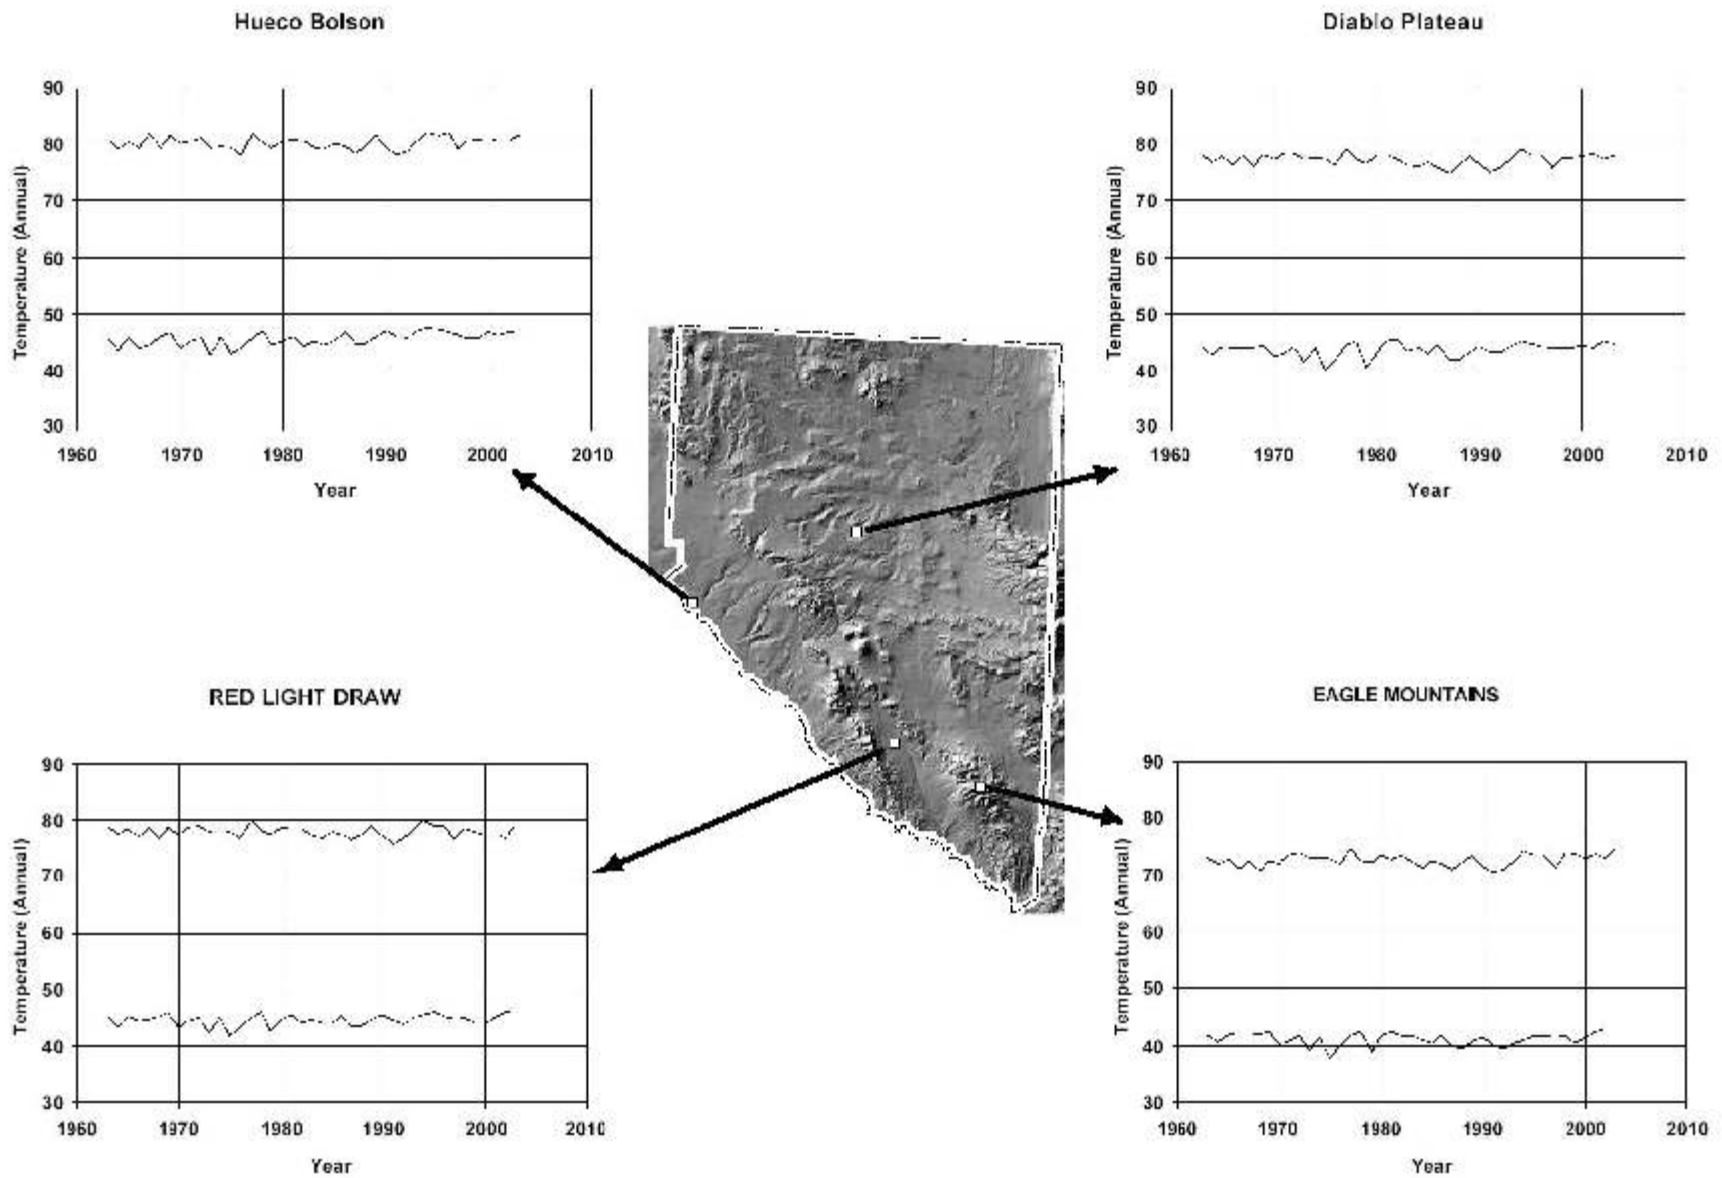 Hueco Bolson
Temperature (Annual)
90
80
70
60
50
40
30
1960 1970 1980 1990 2000 2010
Year
Diablo Plateau
Temperature (Annual)
90
80
70
60
50
40
30
1960 1970 1980 1990 2000 2010
Year
RED LIGHT DRAW
Temperature (Annual)
90
80
70
60
50
40
30
1960 1970 1980 1990 2000 2010
Year
EAGLE MOUNTAINS
Temperature (Annual)
90
80
70
60
50
40
30
1960 1970 1980 1990 2000 2010
Year